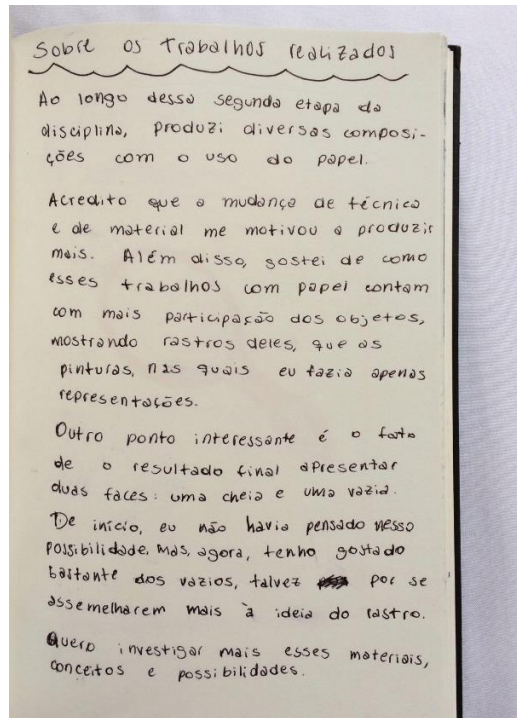 Sobre os trabalhos realizados
Ao longo dessa segunda etapa da
disciplina, produzi diversas composi-
ções com o uso do papel.
Acredito que a mudança de técnica
e de material me motivou a produzir
mais. Além disso, gostei de como
esses trabalhos com papel contam
com mais participação dos objetos,
mostrando rastros deles, que as
pinturas, nas quais eu fazia apenas
representações.
Outro ponto interessante é o fato
de o resultado final apresentar
duas faces: uma cheia e uma vazia.
De início, eu não havia pensado nesso
possibilidade, mas, agora, tenho gostado
bastante dos vazios, talvez por se
assemelharem mais à ideia do rastro.
Quero investigar mais esses materiais,
conceitos e possibilidades.